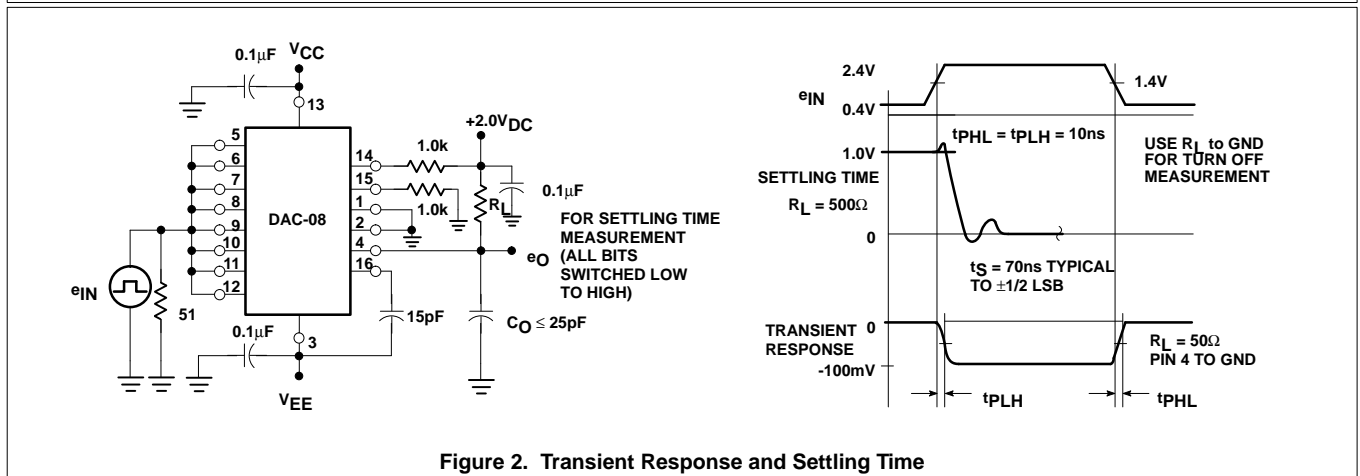 0.1µF
VCC
13
5
6
7
8
9
10
11
12
DAC-08
14
15
1
2
4
16
3
1.0k
1.0k
+2.0VDC
RL
0.1µF
FOR SETTLING TIME
MEASUREMENT
(ALL BITS
SWITCHED LOW
TO HIGH)
eO
eIN
51
0.1µF
15pF
CO ≤ 25pF
VEE
2.4V
eIN
0.4V
1.4V
tPHL = tPLH = 10ns
1.0V
SETTLING TIME
RL = 500Ω
0
USE RL to GND
FOR TURN OFF
MEASUREMENT
tS = 70ns TYPICAL
TO ±1/2 LSB
TRANSIENT
RESPONSE
0
-100mV
RL = 50Ω
PIN 4 TO GND
tPLH
tPHL
Figure 2. Transient Response and Settling Time